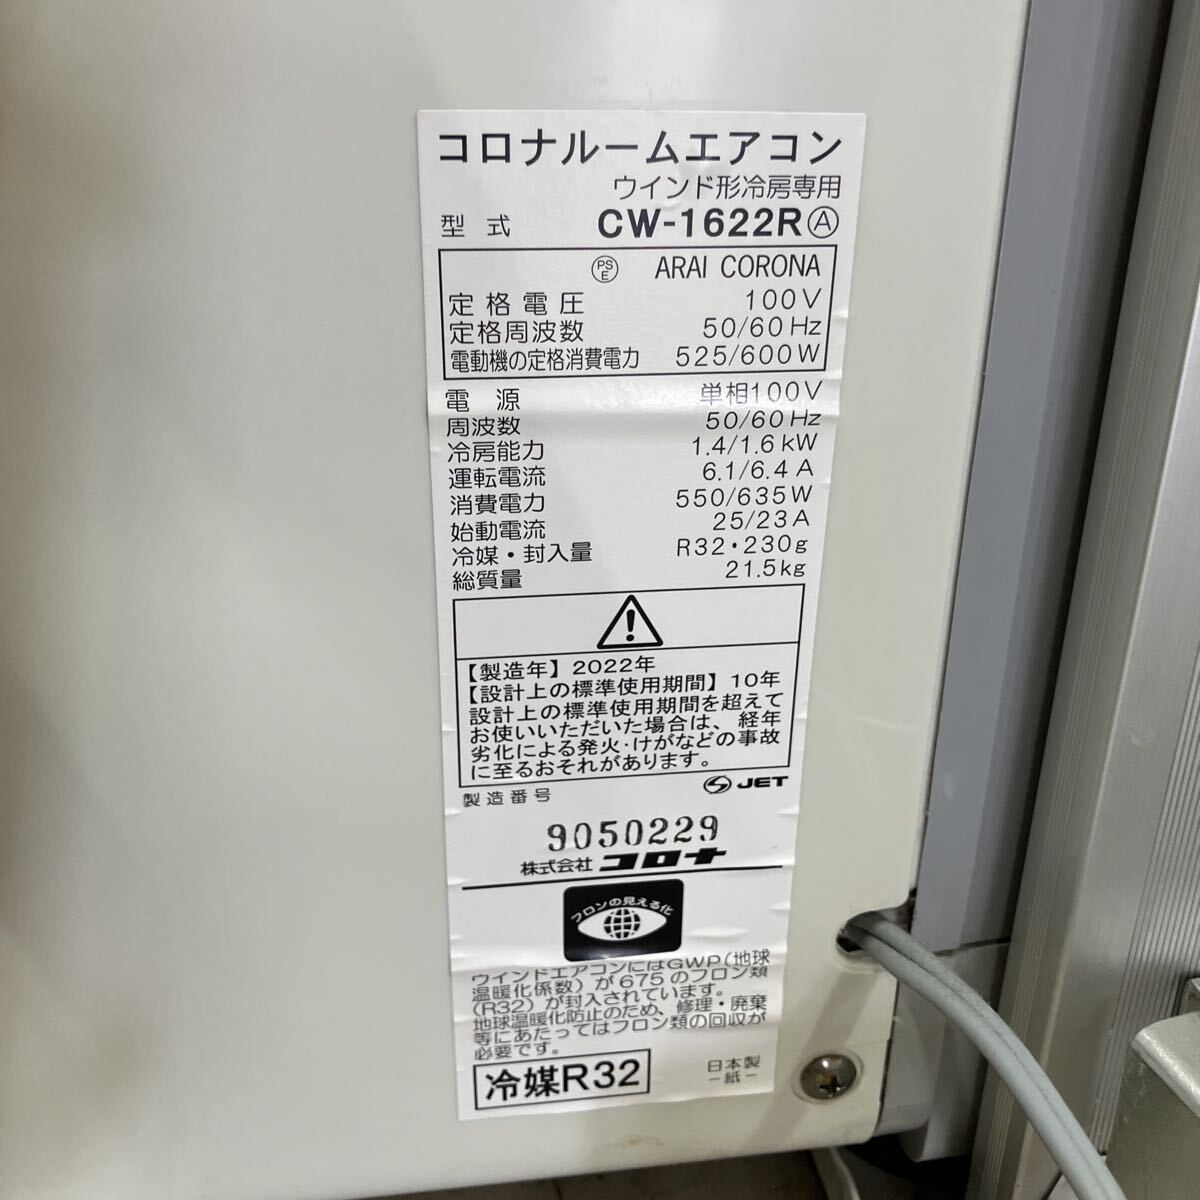 コロナルームエアコン
ウインド形冷房専用
型式 CW-1622RⒶ
PSE ARAI CORONA
定格電圧 100V
定格周波数 50/60Hz
電動機の定格消費電力 525/600W
電源 単相100V
周波数 50/60Hz
冷房能力 1.4/1.6kW
運転電流 6.1/6.4A
消費電力 550/635W
始動電流 25/23A
冷媒・封入量 R32・230g
総質量 21.5kg
【製造年】2022年
【設計上の標準使用期間】10年
設計上の標準使用期間を超えて
お使いいただいた場合は、経年
劣化による発火・けがなどの事故
に至るおそれがあります。
JET
製造番号
9050229
株式会社コロナ
フロンの見える化
ウインドエアコンにはGWP(地球
温暖化係数)が675のフロン類
(R32)が封入されています。
地球温暖化防止のため、修理・廃棄
等にあたってはフロン類の回収が
必要です。
冷媒R32
日本製
－紙－